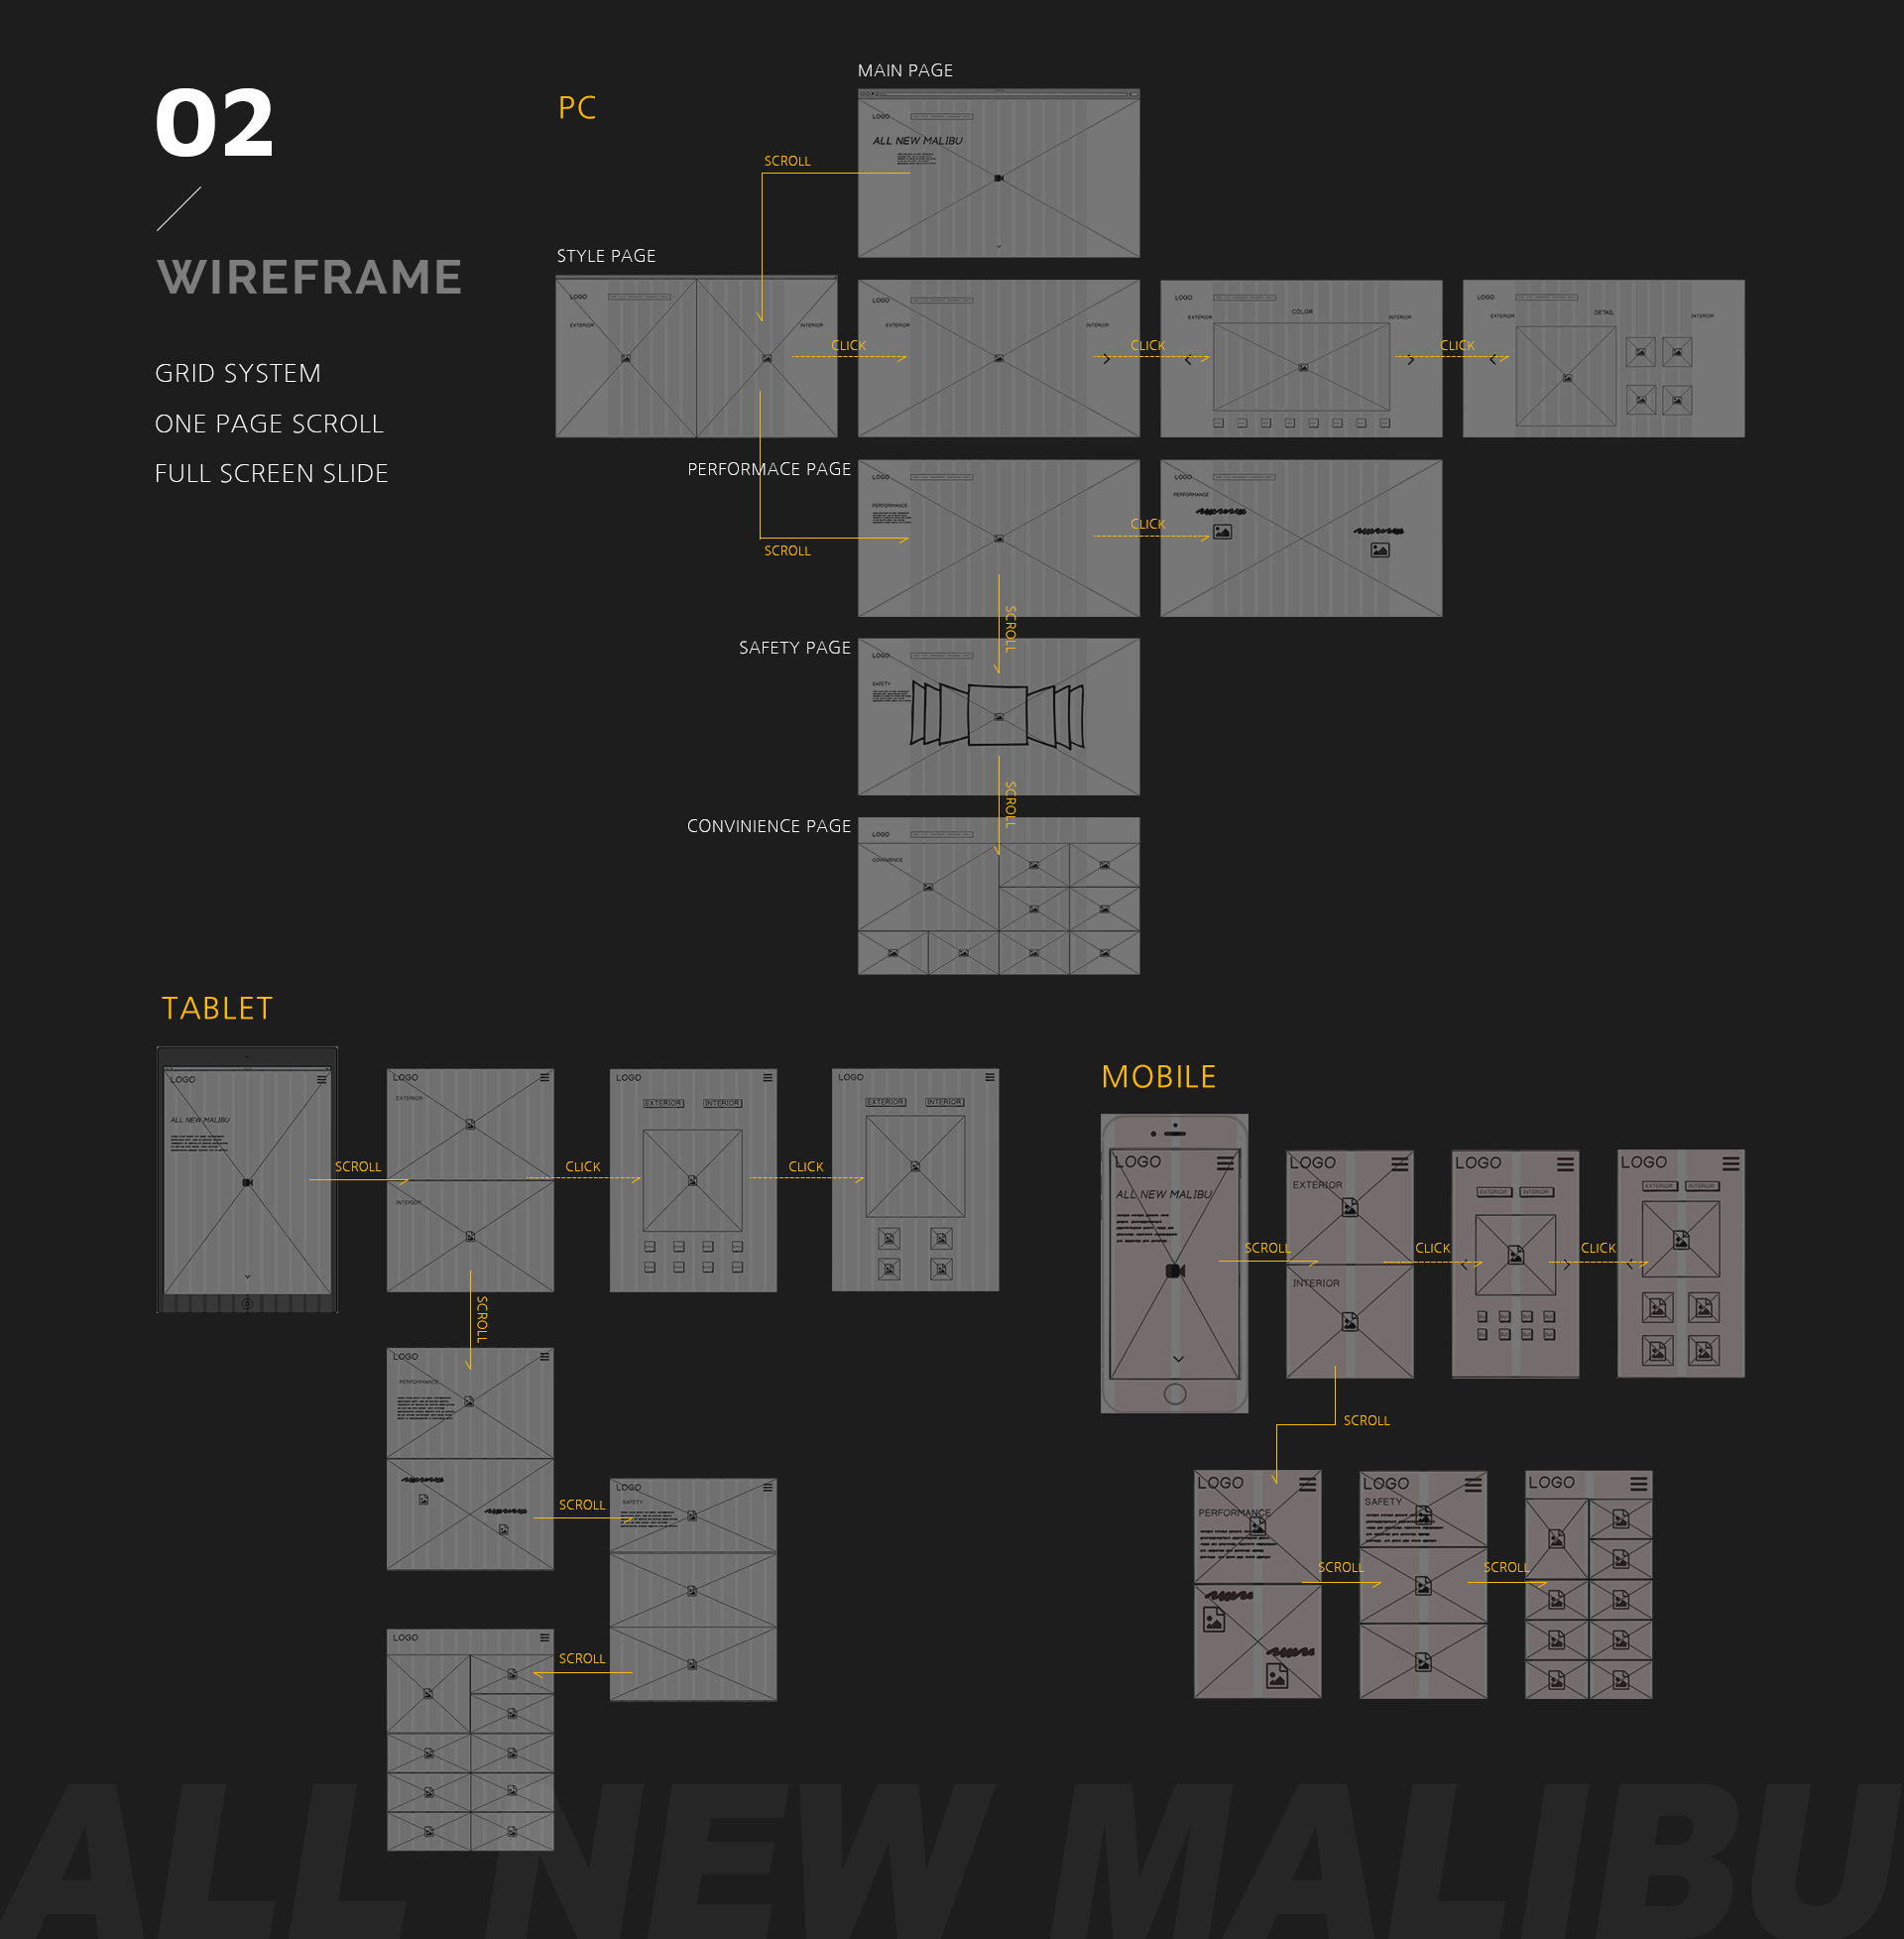 02
WIREFRAME
GRID SYSTEM
ONE PAGE SCROLL
FULL SCREEN SLIDE
PC
MAIN PAGE
LOGO
ALL NEW MALIBU
SCROLL
STYLE PAGE
LOGO
EXTERIOR
INTERIOR
CLICK
LOGO
EXTERIOR
INTERIOR
CLICK
LOGO
EXTERIOR
COLOR
INTERIOR
CLICK
LOGO
EXTERIOR
DETAIL
INTERIOR
SCROLL
PERFORMACE PAGE
LOGO
PERFORMANCE
CLICK
LOGO
PERFORMANCE
SCROLL
SAFETY PAGE
LOGO
SAFETY
SCROLL
CONVINIENCE PAGE
LOGO
TABLET
LOGO
ALL NEW MALIBU
SCROLL
LOGO
EXTERIOR
INTERIOR
CLICK
LOGO
EXTERIOR INTERIOR
CLICK
LOGO
EXTERIOR INTERIOR
SCROLL
LOGO
PERFORMANCE
SCROLL
LOGO
SAFETY
SCROLL
LOGO
MOBILE
LOGO
ALL NEW MALIBU
SCROLL
LOGO
EXTERIOR
INTERIOR
CLICK
LOGO
EXTERIOR INTERIOR
CLICK
LOGO
EXTERIOR INTERIOR
SCROLL
LOGO
PERFORMANCE
SCROLL
LOGO
SAFETY
SCROLL
LOGO
ALL NEW MALIBU